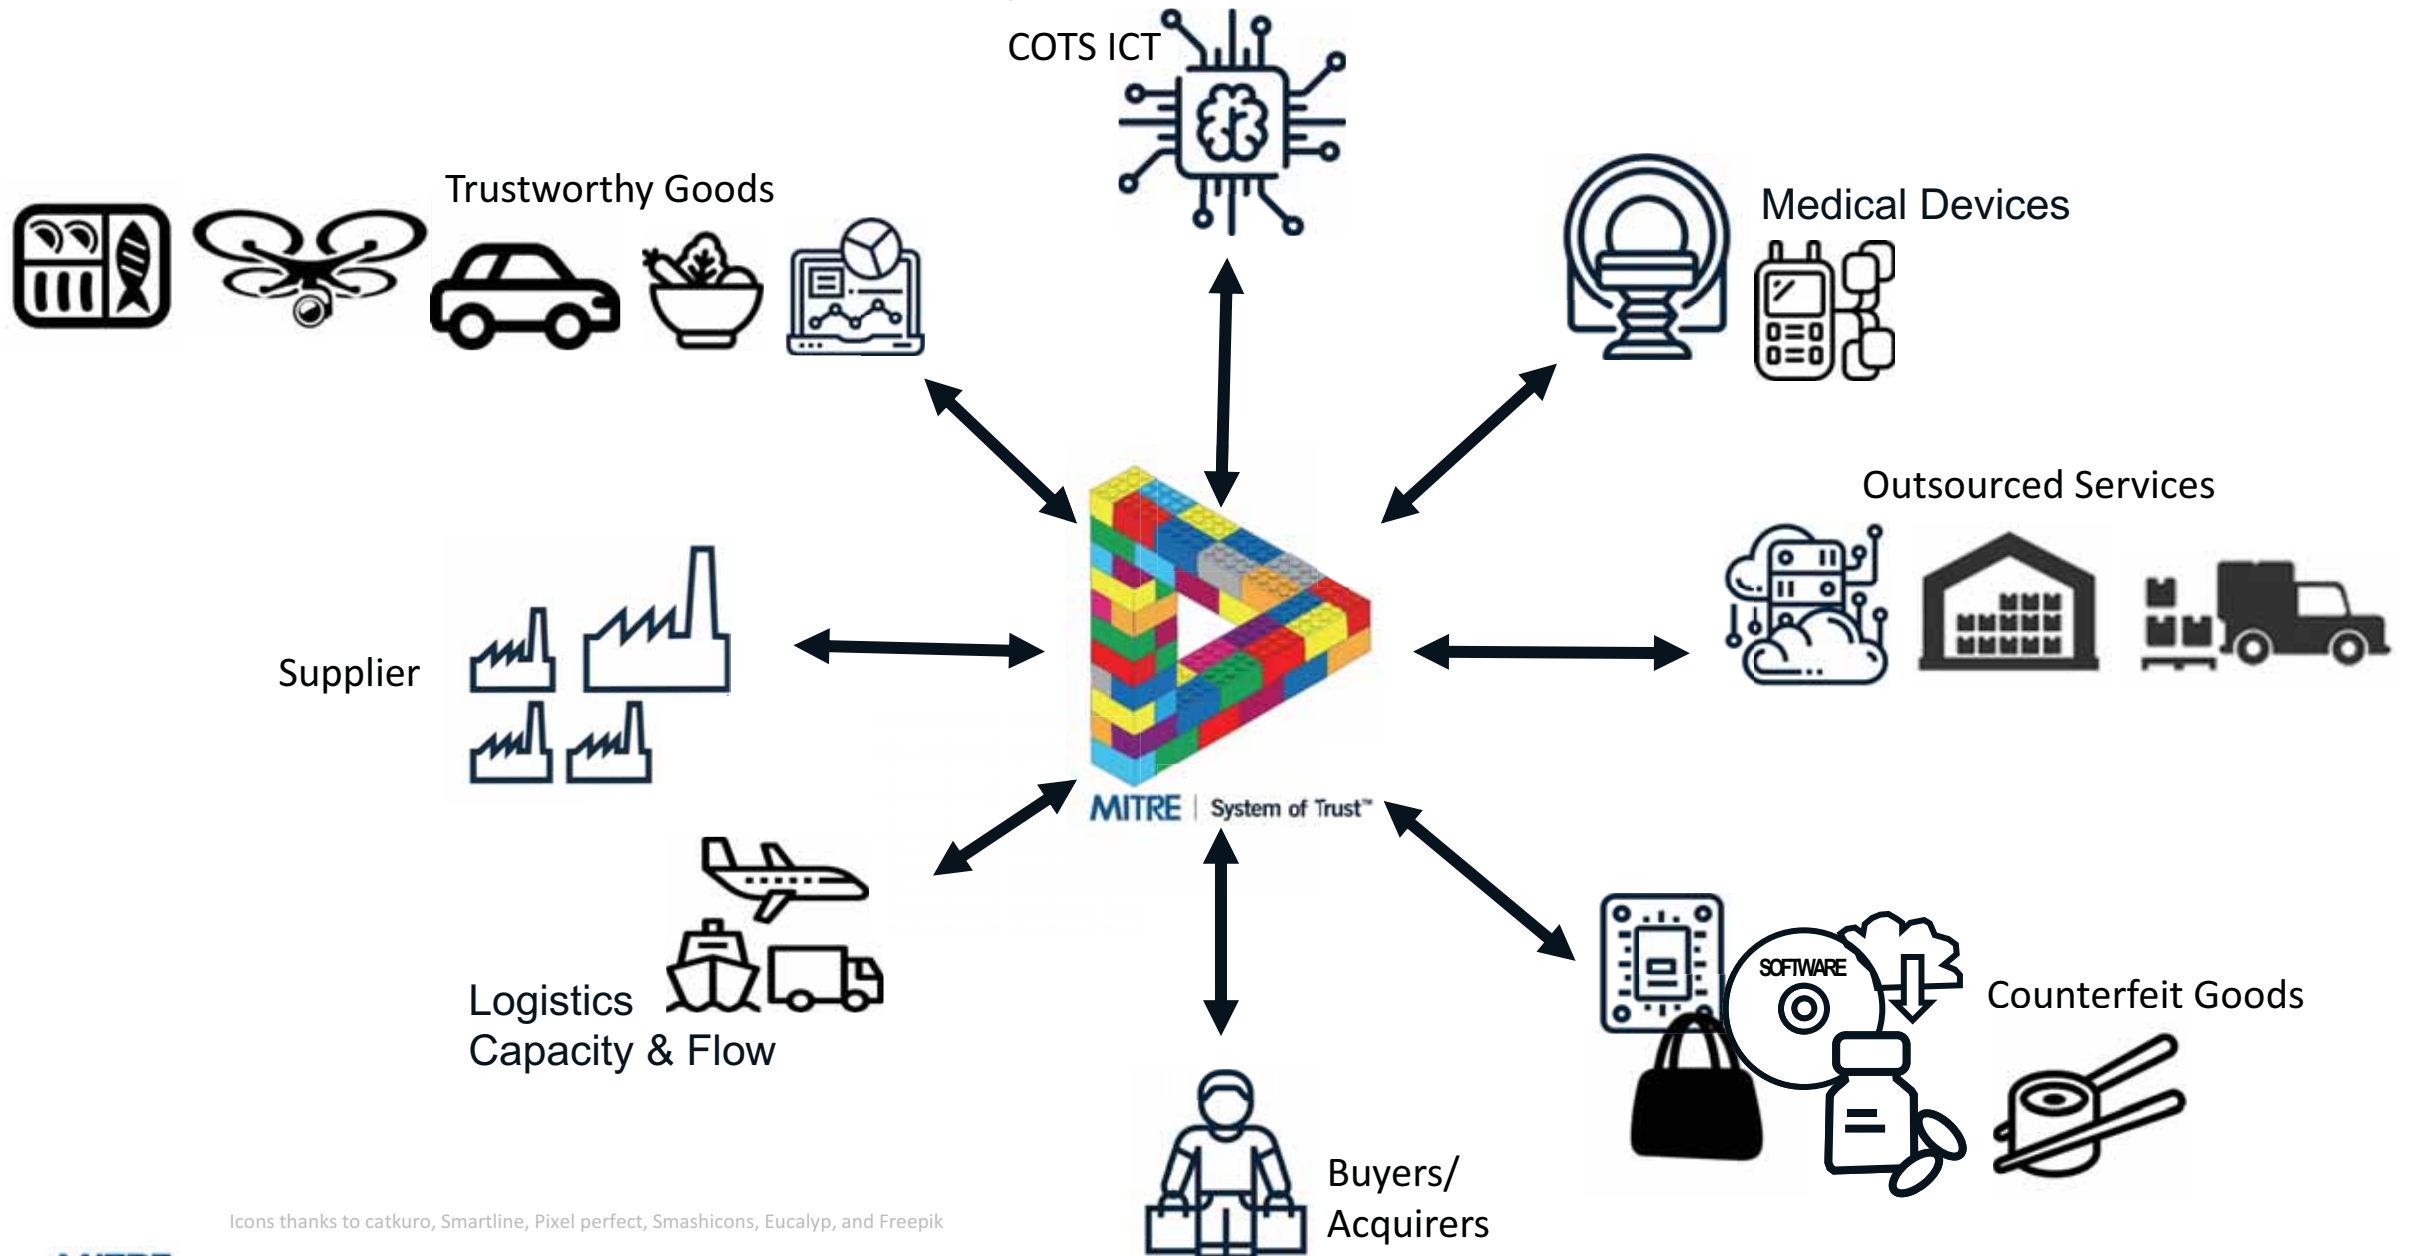 COTS ICT
Trustworthy Goods
Medical Devices
Outsourced Services
Supplier
MITRE | System of Trust™
SOFTWARE
Counterfeit Goods
Logistics
Capacity & Flow
Buyers/
Acquirers
Icons thanks to catkuro, Smartline, Pixel perfect, Smashicons, Eucalyp, and Freepik